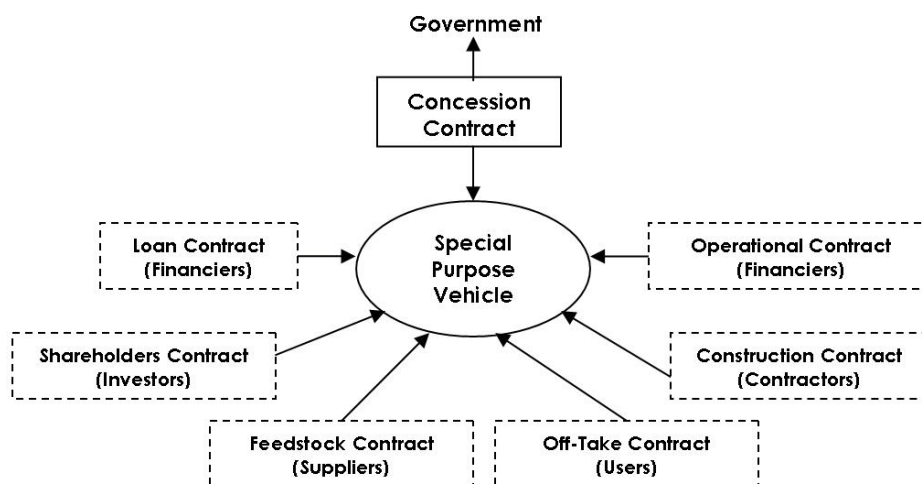 Government
Concession
Contract
Special
Purpose
Vehicle
Loan Contract
(Financiers)
Operational Contract
(Financiers)
Shareholders Contract
(Investors)
Construction Contract
(Contractors)
Feedstock Contract
(Suppliers)
Off-Take Contract
(Users)